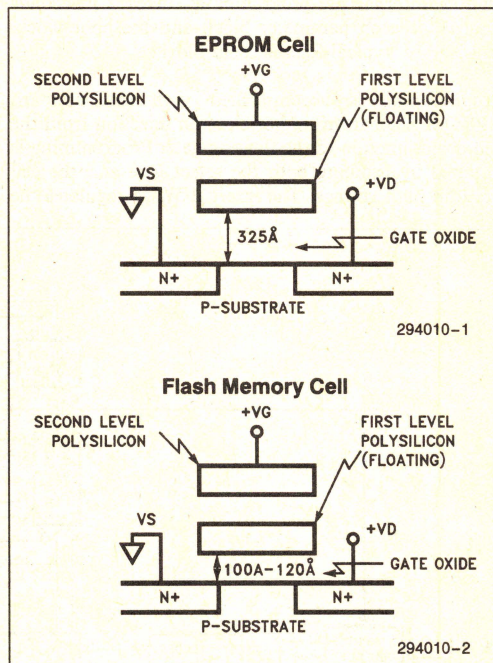 EPROM Cell
+VG
SECOND LEVEL
POLYSILICON
FIRST LEVEL
POLYSILICON
(FLOATING)
VS
+VD
325Å
GATE OXIDE
N+
N+
P-SUBSTRATE
294010-1
Flash Memory Cell
+VG
SECOND LEVEL
POLYSILICON
FIRST LEVEL
POLYSILICON
(FLOATING)
VS
+VD
100A-120Å
GATE OXIDE
N+
N+
P-SUBSTRATE
294010-2